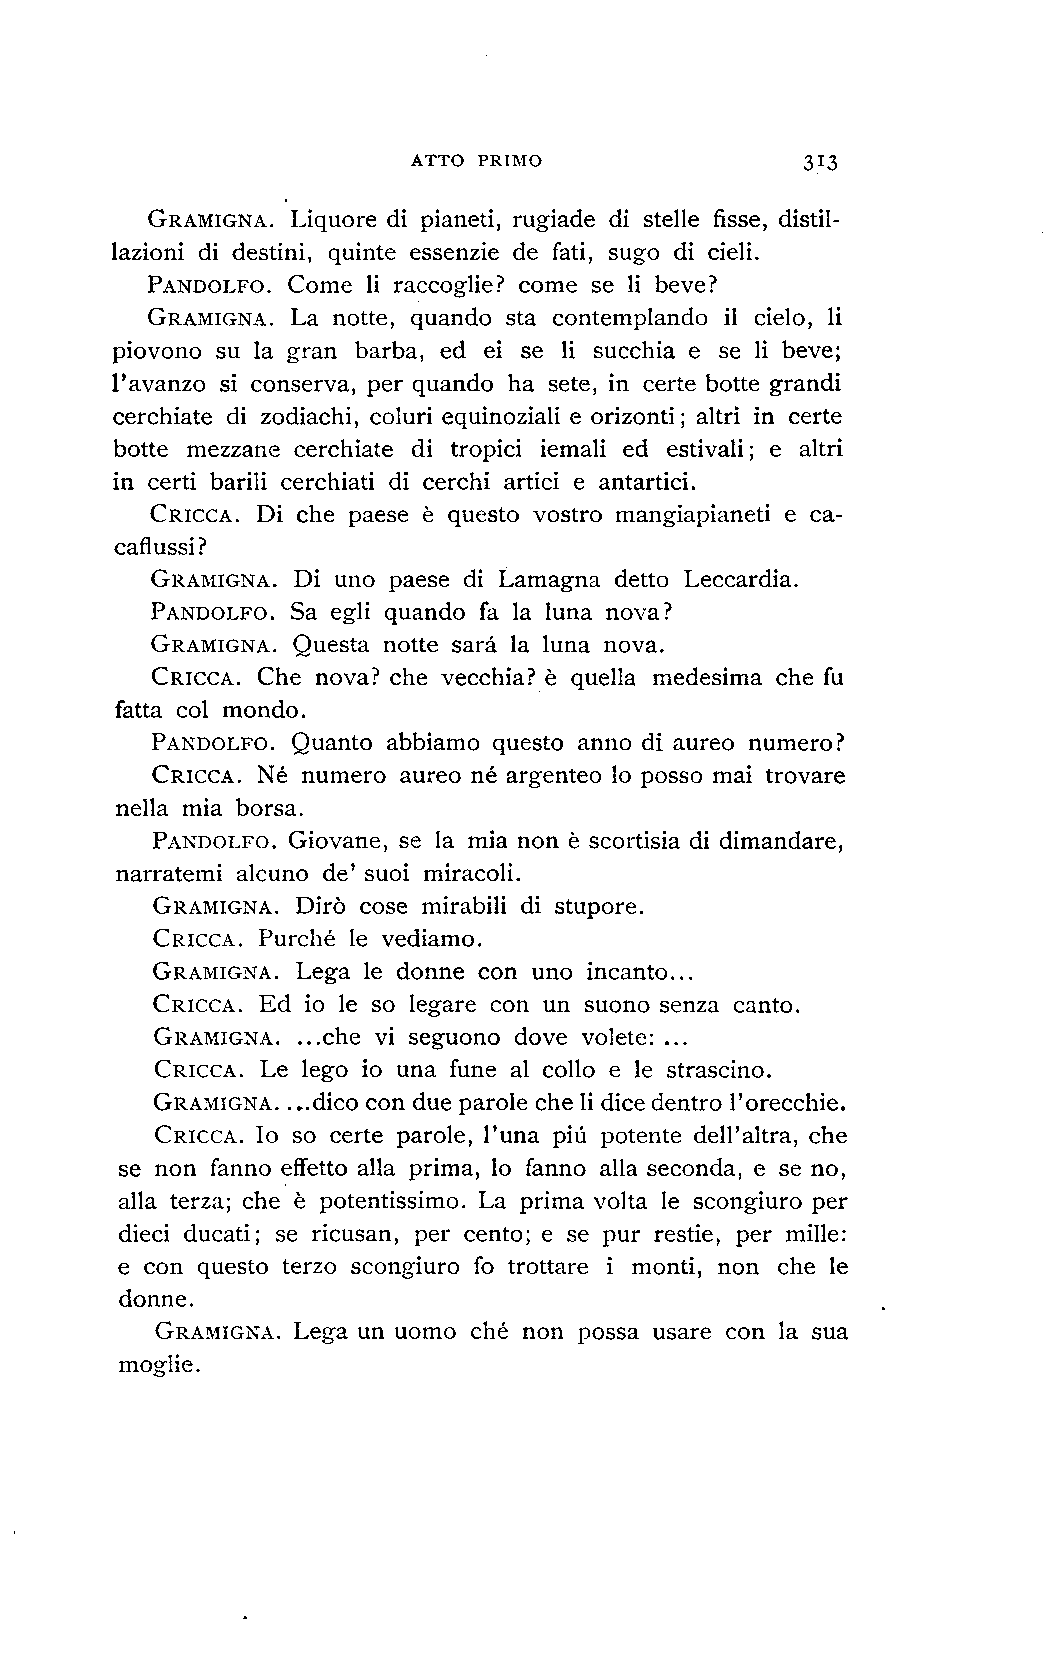 ATTO PRIMO 313
GRAMIGNA. Liquore di pianeti, rugiade di stelle fisse, distil-
lazioni di destini, quinte essenzie de fati, sugo di cieli.
PANDOLFO. Come li raccoglie? come se li beve?
GRAMIGNA. La notte, quando sta contemplando il cielo, li
piovono su la gran barba, ed ei se li succhia e se li beve;
l'avanzo si conserva, per quando ha sete, in certe botte grandi
cerchiate di zodiachi, coluri equinoziali e orizonti; altri in certe
botte mezzane cerchiate di tropici iemali ed estivali; e altri
in certi barili cerchiati di cerchi artici e antartici.
CRICCA. Di che paese è questo vostro mangiapianeti e ca-
caflussi?
GRAMIGNA. Di uno paese di Lamagna detto Leccardia.
PANDOLFO. Sa egli quando fa la luna nova?
GRAMIGNA. Questa notte sará la luna nova.
CRICCA. Che nova? che vecchia? è quella medesima che fu
fatta col mondo.
PANDOLFO. Quanto abbiamo questo anno di aureo numero?
CRICCA. Né numero aureo né argenteo lo posso mai trovare
nella mia borsa.
PANDOLFO. Giovane, se la mia non è scortisia di dimandare,
narratemi alcuno de' suoi miracoli.
GRAMIGNA. Dirò cose mirabili di stupore.
CRICCA. Purché le vediamo.
GRAMIGNA. Lega le donne con uno incanto...
CRICCA. Ed io le so legare con un suono senza canto.
GRAMIGNA. ...che vi seguono dove volete: ...
CRICCA. Le lego io una fune al collo e le strascino.
GRAMIGNA. ...dico con due parole che li dice dentro l'orecchie.
CRICCA. Io so certe parole, l'una piú potente dell'altra, che
se non fanno effetto alla prima, lo fanno alla seconda, e se no,
alla terza; che è potentissimo. La prima volta le scongiuro per
dieci ducati; se ricusan, per cento; e se pur restie, per mille:
e con questo terzo scongiuro fo trottare i monti, non che le
donne.
GRAMIGNA. Lega un uomo ché non possa usare con la sua
moglie.